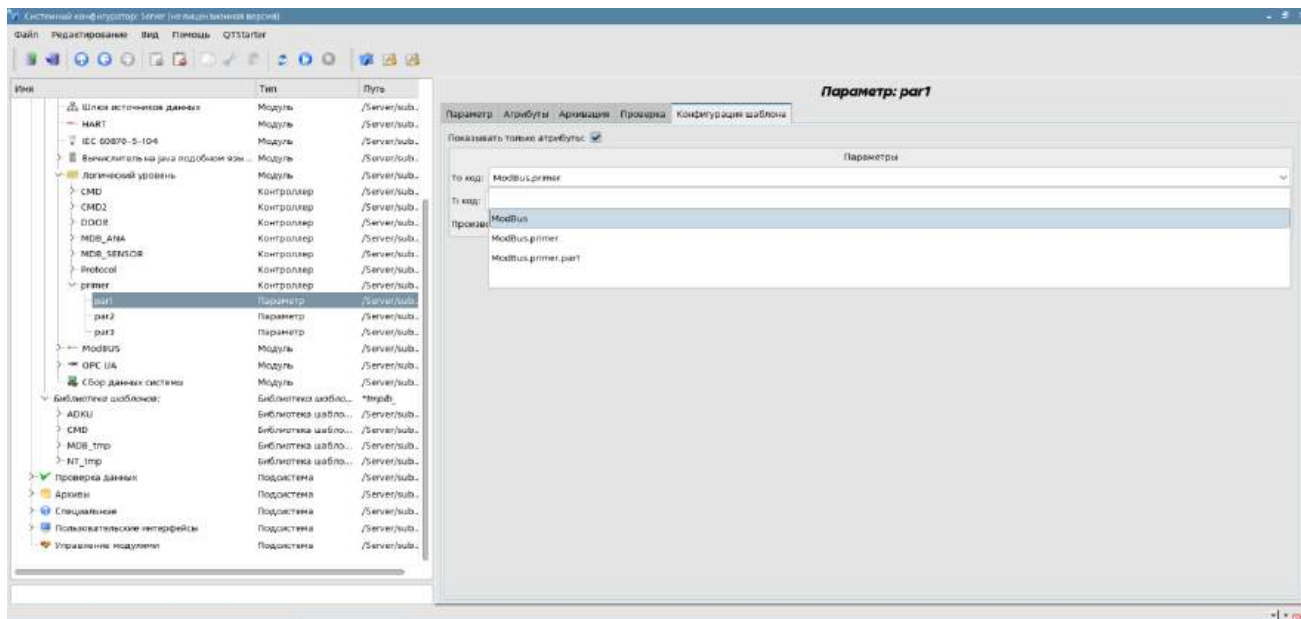 Системный конфигуратор: Server (не лицензионная версия)
Файл Редактирование Вид Помощь QTStarter
Имя Тип Путь
Шлюз источников данных Модуль /Server/sub..
HART Модуль /Server/sub..
IEC 60870-5-104 Модуль /Server/sub..
Вычислитель на java подобном язы... Модуль /Server/sub..
Логический уровень Модуль /Server/sub..
CMD Контроллер /Server/sub..
CMD2 Контроллер /Server/sub..
DOOR Контроллер /Server/sub..
MDB_ANA Контроллер /Server/sub..
MDB_SENSOR Контроллер /Server/sub..
Protocol Контроллер /Server/sub..
primer Контроллер /Server/sub..
par1 Параметр /Server/sub..
par2 Параметр /Server/sub..
par3 Параметр /Server/sub..
ModBUS Модуль /Server/sub..
OPC UA Модуль /Server/sub..
Сбор данных системы Модуль /Server/sub..
Библиотека шаблонов: Библиотека шабло... *tmplb_
ADKU Библиотека шабло... /Server/sub..
CMD Библиотека шабло... /Server/sub..
MDB_tmp Библиотека шабло... /Server/sub..
NT_tmp Библиотека шабло... /Server/sub..
Проверка данных Подсистема /Server/sub..
Архивы Подсистема /Server/sub..
Специальные Подсистема /Server/sub..
Пользовательские интерфейсы Подсистема /Server/sub..
Управление модулями Подсистема /Server/sub..
Параметр: par1
Параметр Атрибуты Архивация Проверка Конфигурация шаблона
Показывать только атрибуты:
Параметры
То код: ModBus.primer
Ti код:
Произв
ModBus
ModBus.primer
ModBus.primer.par1